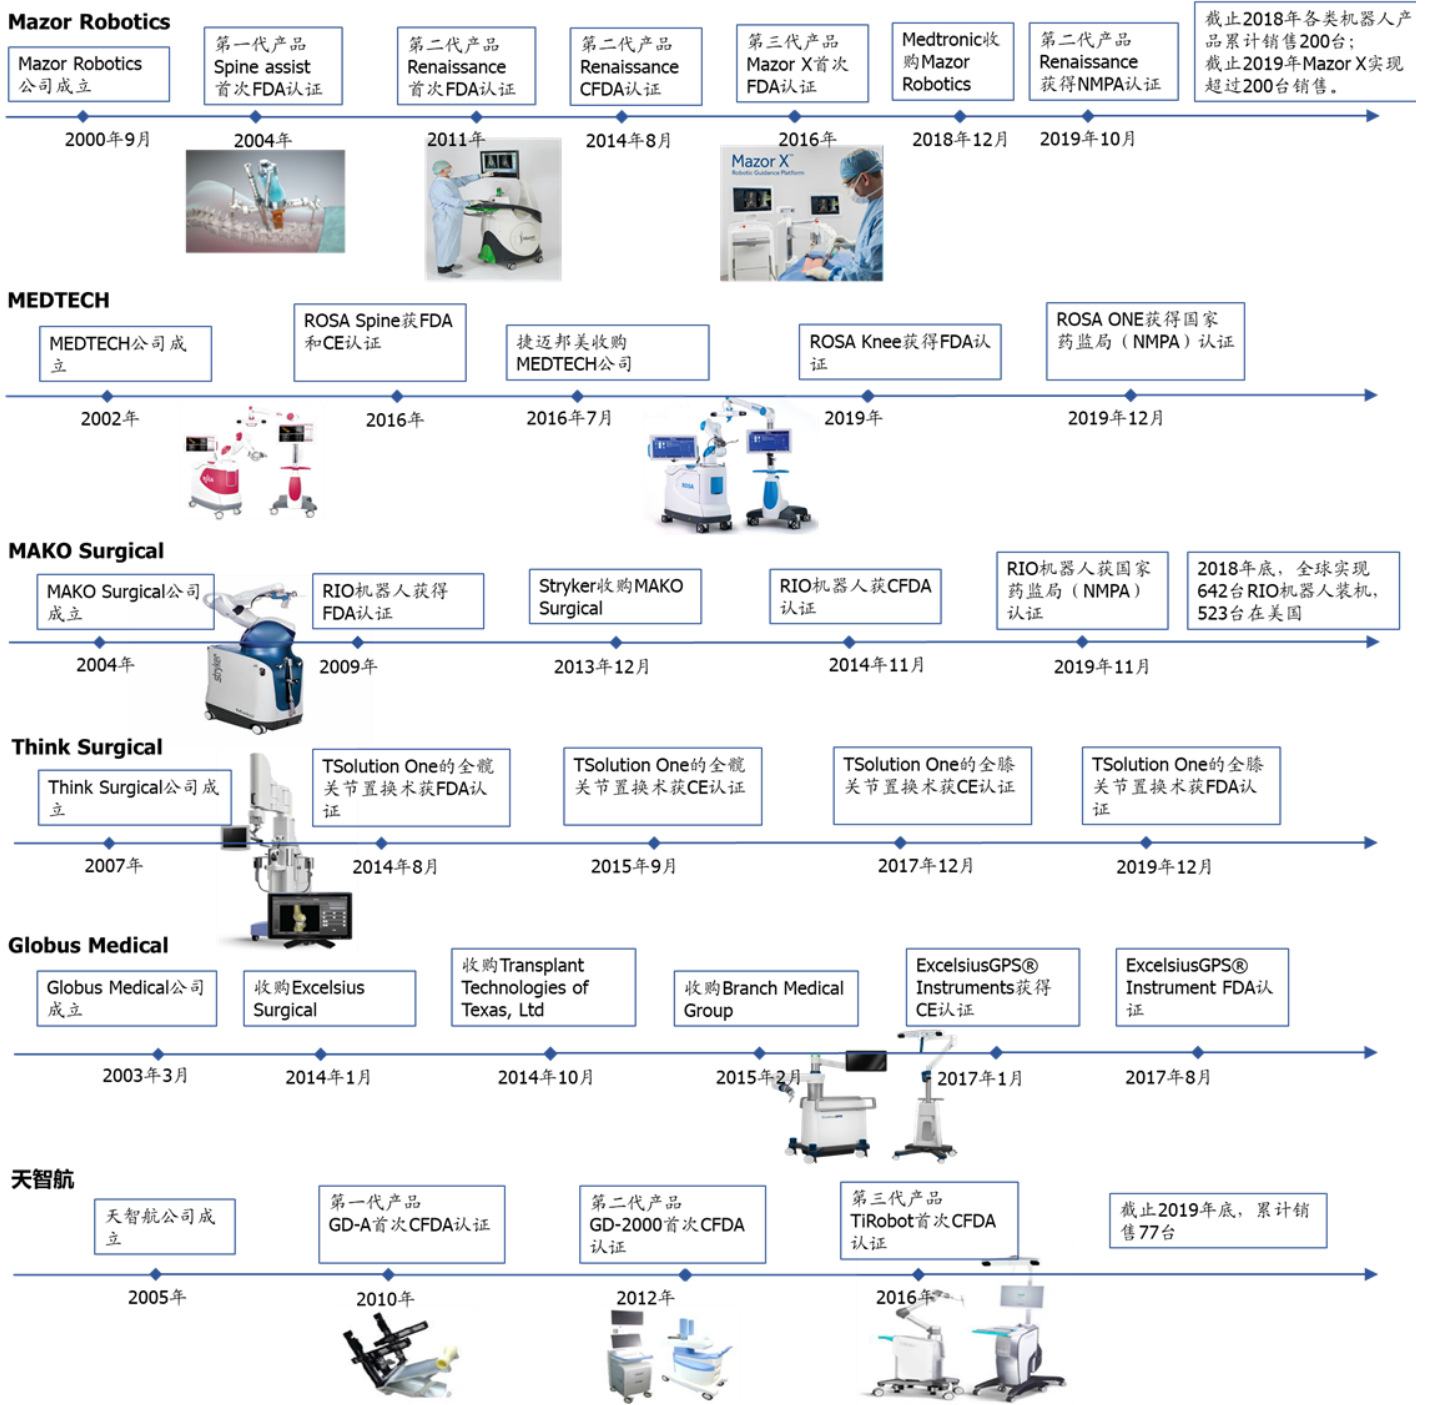 Mazor Robotics
Mazor Robotics
公司成立
第一代产品
Spine assist
首次FDA认证
第二代产品
Renaissance
首次FDA认证
第二代产品
Renaissance
CFDA认证
第三代产品
Mazor X首次
FDA认证
Medtronic收
购Mazor
Robotics
第二代产品
Renaissance
获得NMPA认证
截止2018年各类机器人产
品累计销售200台；
截止2019年Mazor X实现
超过200台销售。
2000年9月
2004年
2011年
2014年8月
2016年
2018年12月
2019年10月
Mazor X™
Robotic Guidance Platform
MEDTECH
MEDTECH公司成
立
ROSA Spine获FDA
和CE认证
捷迈邦美收购
MEDTECH公司
ROSA Knee获得FDA认
证
ROSA ONE获得国家
药监局（NMPA）认证
2002年
2016年
2016年7月
2019年
2019年12月
ROSA
MAKO Surgical
MAKO Surgical公司
成立
RIO机器人获得
FDA认证
Stryker收购MAKO
Surgical
RIO机器人获CFDA
认证
RIO机器人获国家
药监局（NMPA）
认证
2018年底，全球实现
642台RIO机器人装机，
523台在美国
2004年
2009年
2013年12月
2014年11月
2019年11月
stryker
Think Surgical
Think Surgical公司成
立
TSolution One的全髋
关节置换术获FDA认
证
TSolution One的全髋
关节置换术获CE认证
TSolution One的全膝
关节置换术获CE认证
TSolution One的全膝
关节置换术获FDA认
证
2007年
2014年8月
2015年9月
2017年12月
2019年12月
Globus Medical
Globus Medical公司
成立
收购Excelsius
Surgical
收购Transplant
Technologies of
Texas, Ltd
收购Branch Medical
Group
ExcelsiusGPS®
Instruments获得
CE认证
ExcelsiusGPS®
Instrument FDA认
证
2003年3月
2014年1月
2014年10月
2015年2月
2017年1月
2017年8月
天智航
天智航公司成
立
第一代产品
GD-A首次CFDA认证
第二代产品
GD-2000首次CFDA
认证
第三代产品
TiRobot首次CFDA
认证
截止2019年底，累计销
售77台
2005年
2010年
2012年
2016年